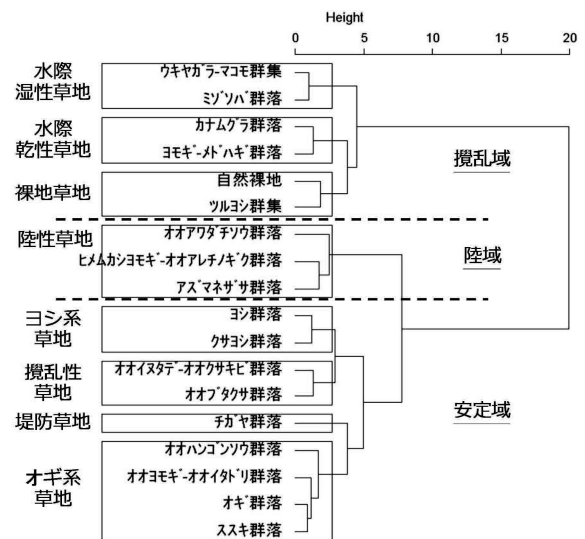 Height
0 5 10 15 20
水際
湿性草地
ウキヤガラ-マコモ群集
ミゾソバ群落
水際
乾性草地
カナムグラ群落
ヨモギ-メドハギ群落
攪乱域
裸地草地
自然裸地
ツルヨシ群集
陸性草地
オオアワダチソウ群落
ヒメムカシヨモギ-オオアレチノギク群落
アズマネザサ群落
陸域
ヨシ系
草地
ヨシ群落
クサヨシ群落
攪乱性
草地
オオイヌタデ-オオクサキビ群落
オオブタクサ群落
堤防草地
チガヤ群落
安定域
オギ系
草地
オオハンゴンソウ群落
オオヨモギ-オオイタドリ群落
オギ群落
ススキ群落